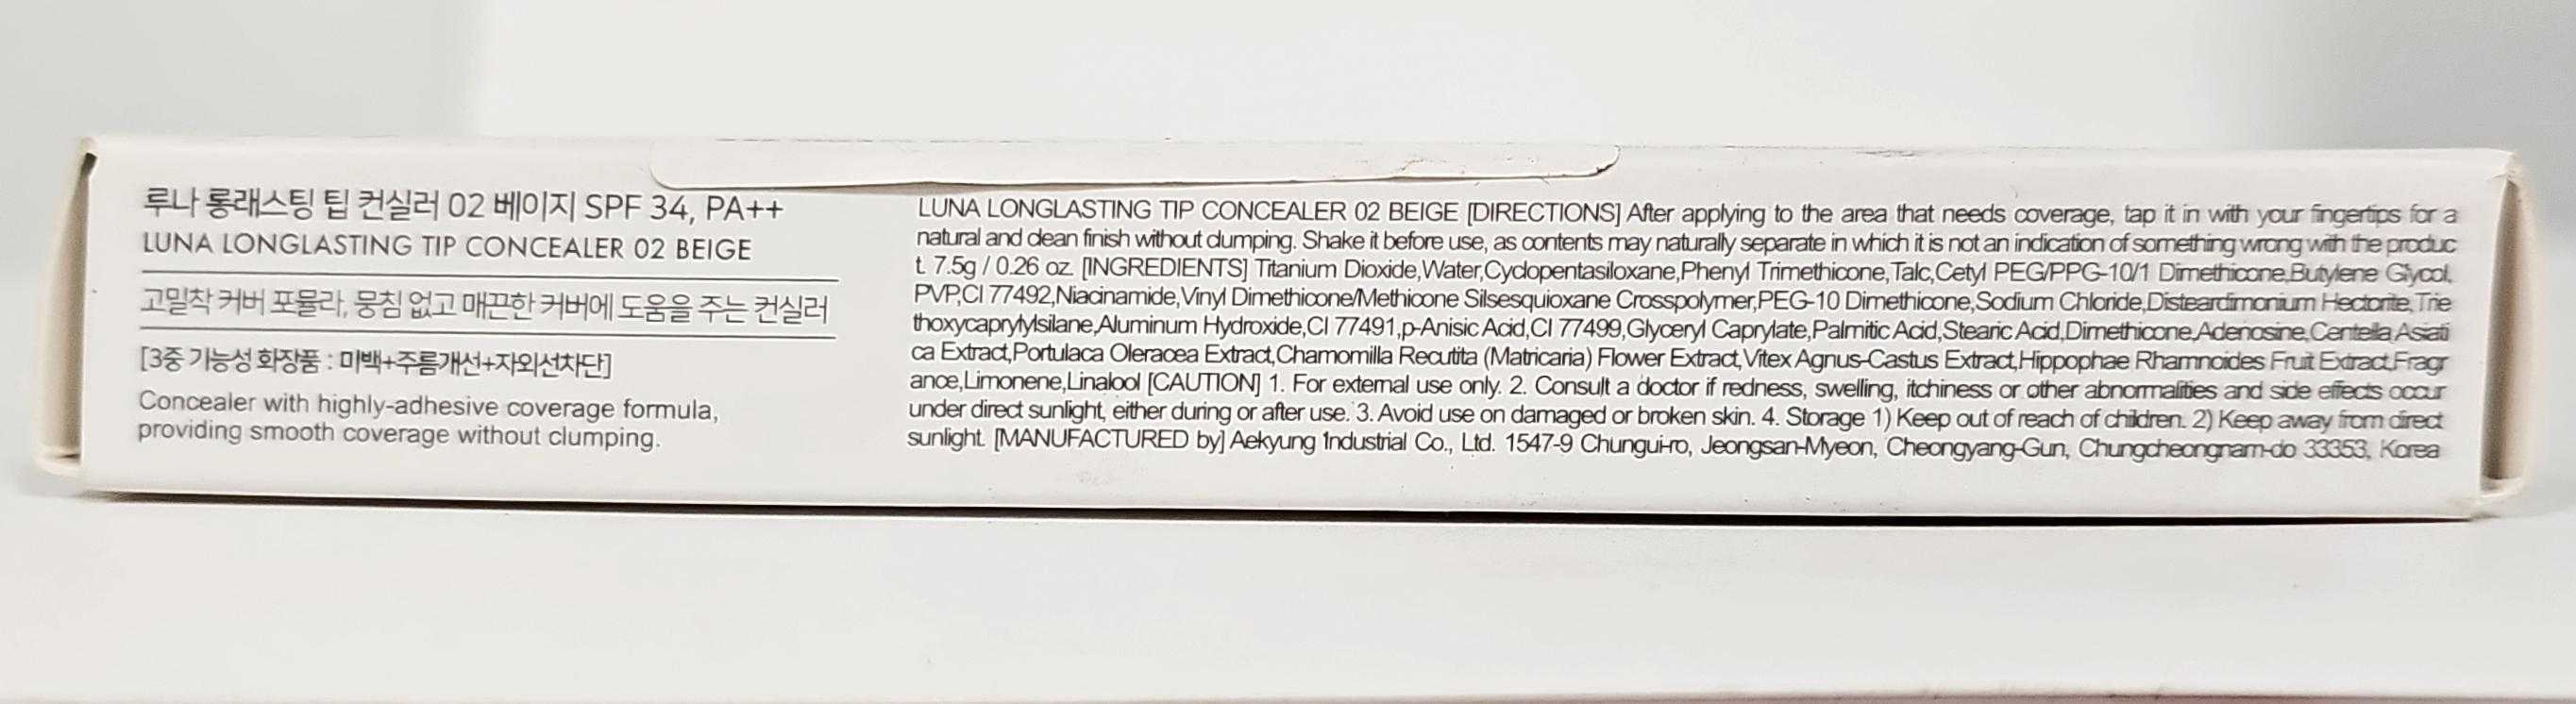 루나 롱래스팅 팁 컨실러 02 베이지 SPF 34, PA++
LUNA LONGLASTING TIP CONCEALER 02 BEIGE
고밀착 커버 포뮬라, 뭉침 없고 매끈한 커버에 도움을 주는 컨실러
[3중 기능성 화장품 : 미백+주름개선+자외선차단]
Concealer with highly-adhesive coverage formula,
providing smooth coverage without clumping.
LUNA LONGLASTING TIP CONCEALER 02 BEIGE [DIRECTIONS] After applying to the area that needs coverage, tap it in with your fingertips for a
natural and clean finish without clumping. Shake it before use, as contents may naturally separate in which it is not an indication of something wrong with the produc
t. 7.5g / 0.26 oz. [INGREDIENTS] Titanium Dioxide,Water,Cyclopentasiloxane,Phenyl Trimethicone,Talc,Cetyl PEG/PPG-10/1 Dimethicone,Butylene Glycol,
PVP,CI 77492,Niacinamide,Vinyl Dimethicone/Methicone Silsesquioxane Crosspolymer,PEG-10 Dimethicone,Sodium Chloride,Disteardimonium Hectorite,Trie
thoxycaprylylsilane,Aluminum Hydroxide,CI 77491,p-Anisic Acid,CI 77499,Glyceryl Caprylate,Palmitic Acid,Stearic Acid,Dimethicone,Adenosine,Centella Asiati
ca Extract,Portulaca Oleracea Extract,Chamomilla Recutita (Matricaria) Flower Extract,Vitex Agnus-Castus Extract,Hippophae Rhamnoides Fruit Extract,Fragr
ance,Limonene,Linalool [CAUTION] 1. For external use only. 2. Consult a doctor if redness, swelling, itchiness or other abnormalities and side effects occur
under direct sunlight, either during or after use. 3. Avoid use on damaged or broken skin. 4. Storage 1) Keep out of reach of children. 2) Keep away from direct
sunlight. [MANUFACTURED by] Aekyung Industrial Co., Ltd. 1547-9 Chungui-ro, Jeongsan-Myeon, Cheongyang-Gun, Chungcheongnam-do 33353, Korea